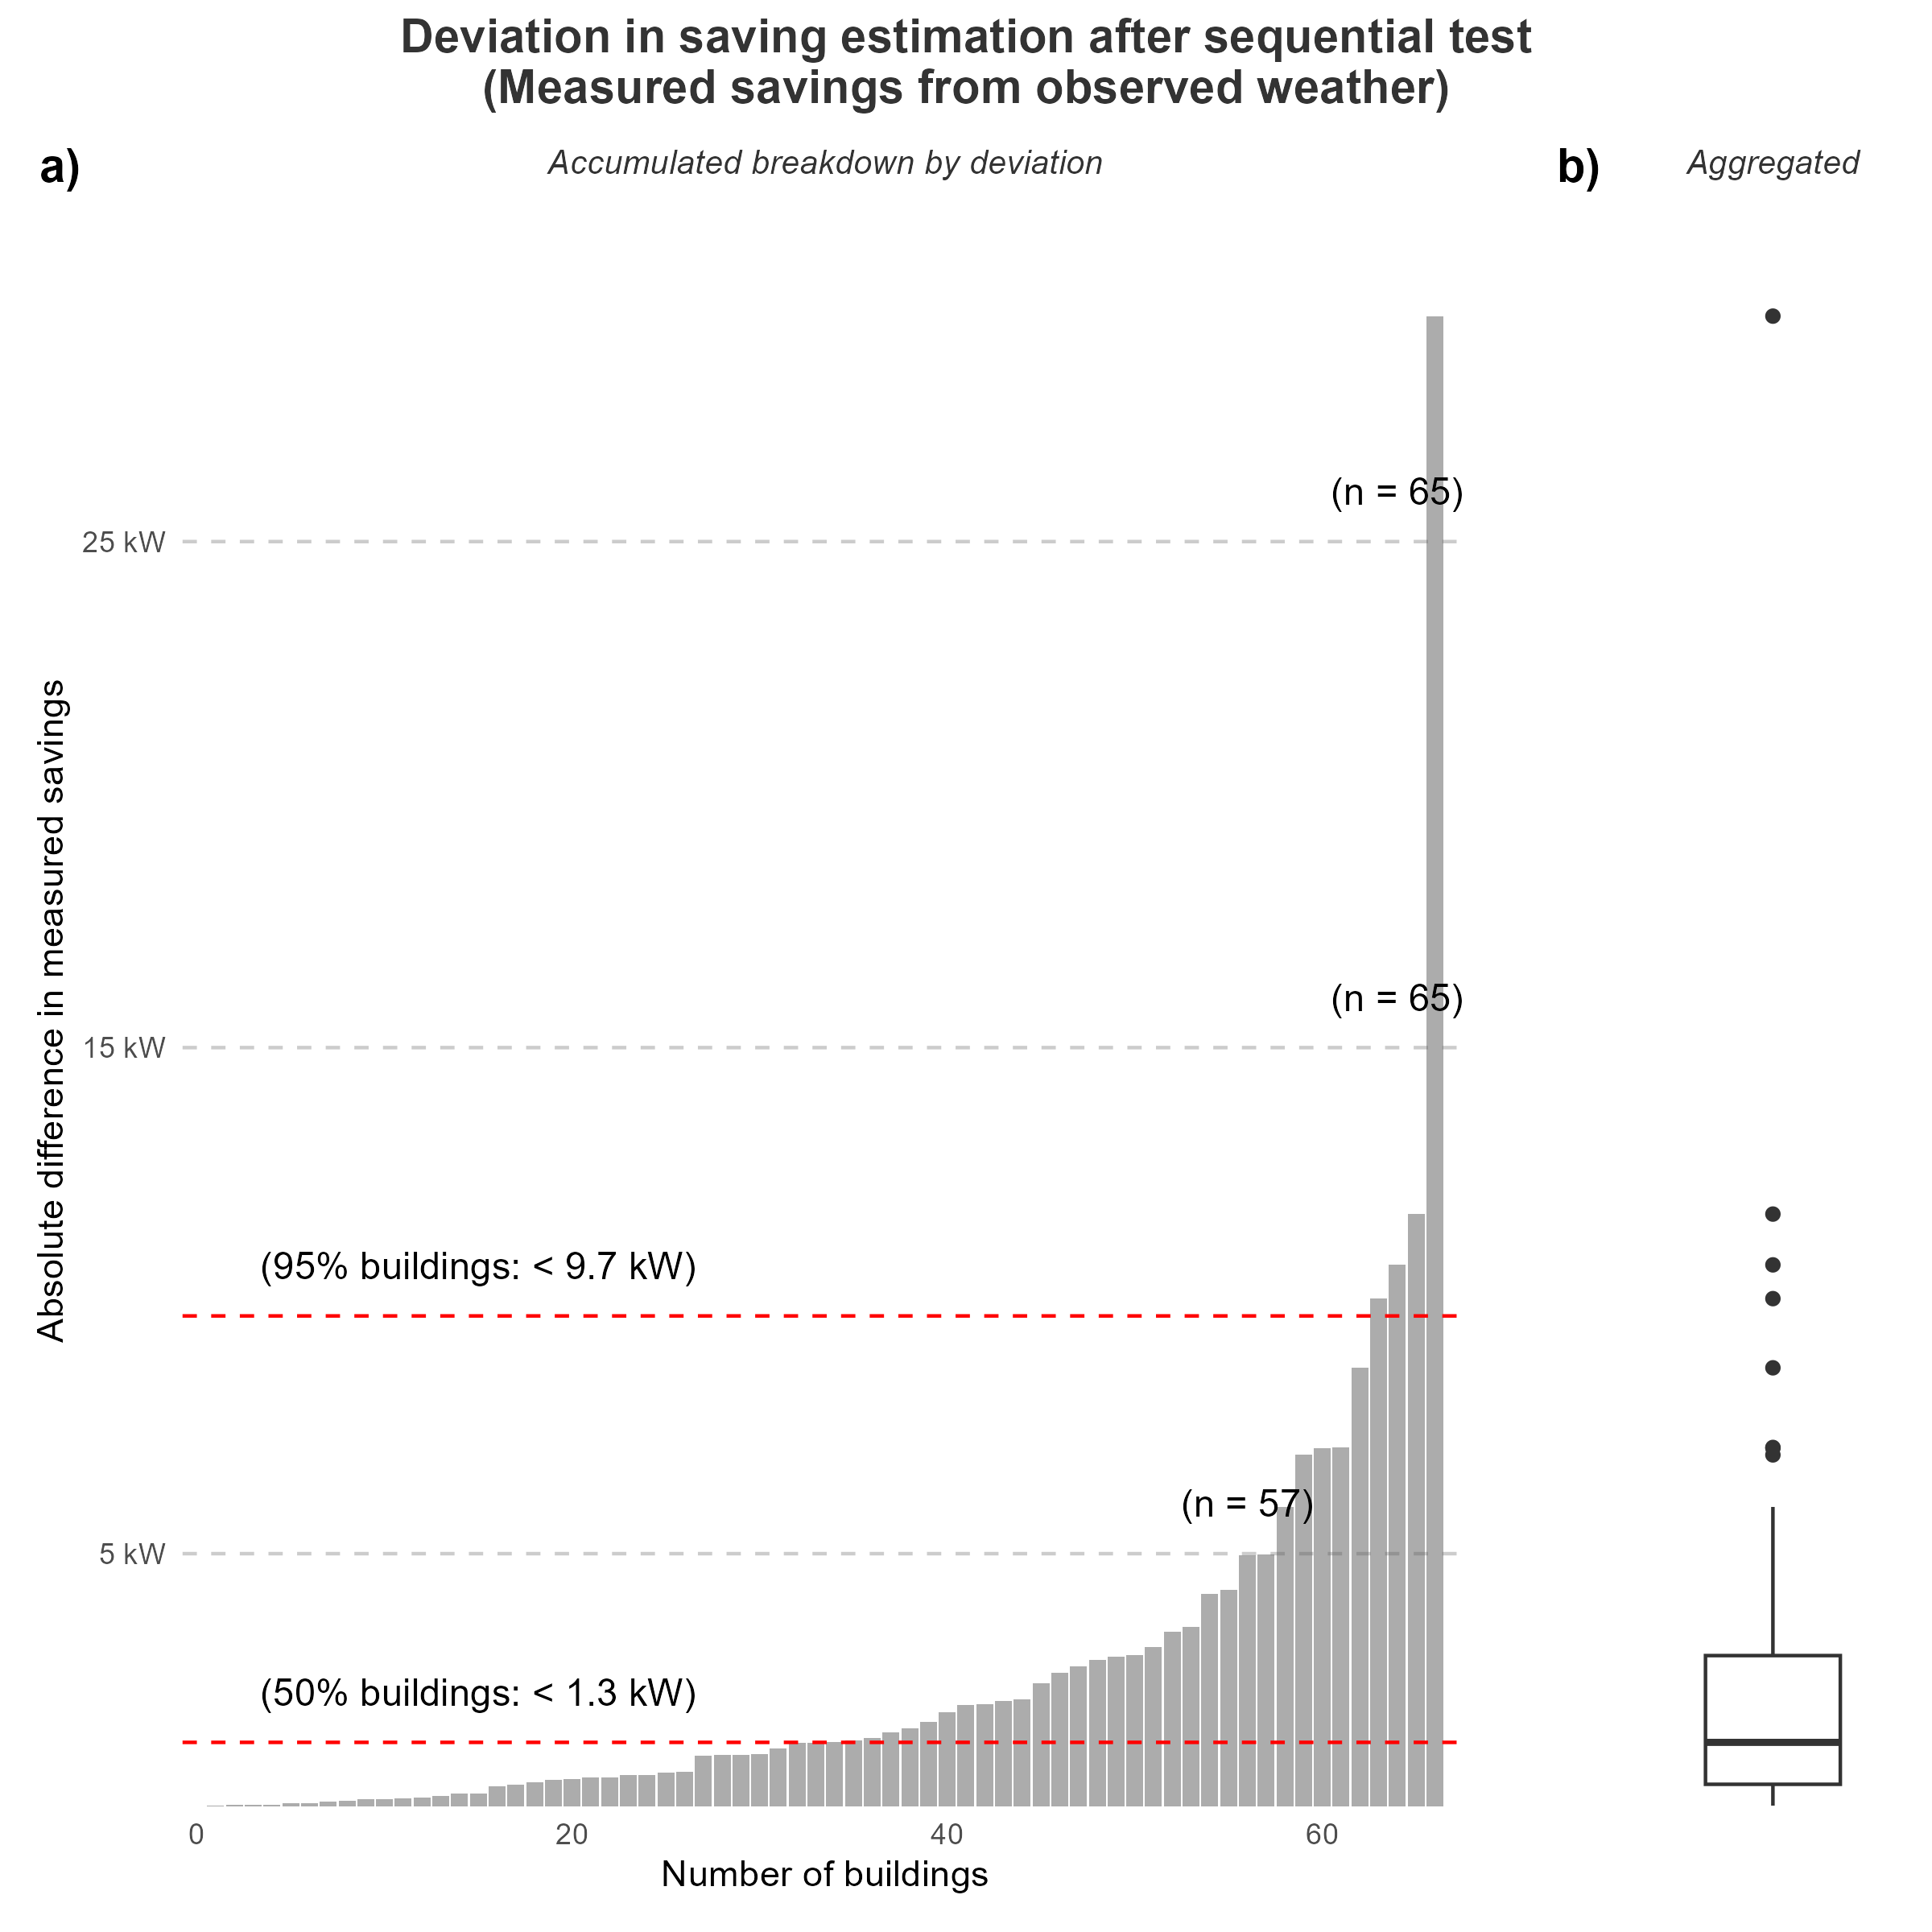 Deviation in saving estimation after sequential test
(Measured savings from observed weather)
a)
Accumulated breakdown by deviation
b)
Aggregated
Absolute difference in measured savings
25 kW
15 kW
5 kW
(n = 65)
(n = 65)
(95% buildings: < 9.7 kW)
(n = 57)
(50% buildings: < 1.3 kW)
0
20
40
60
Number of buildings